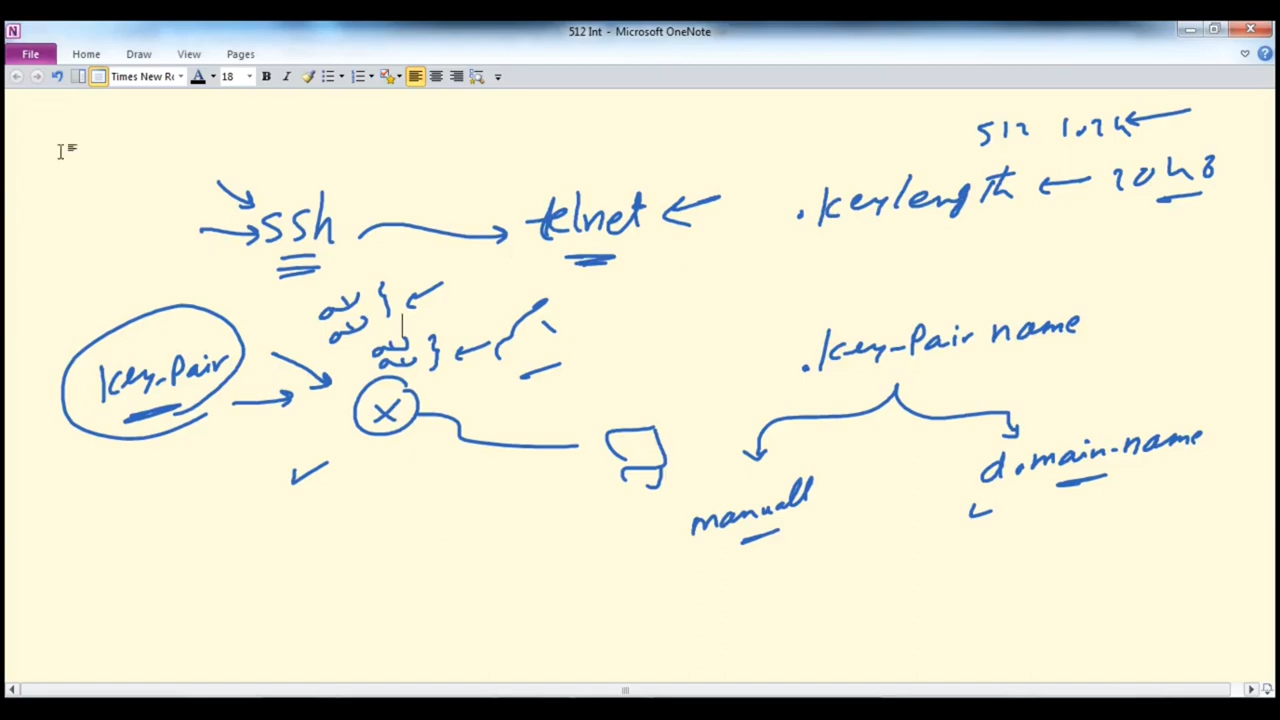 512 Int - Microsoft OneNote
File Home Draw View Pages
Times New Ro 18 B I
512 1024
.keylength 2048
ssh telnet
.key-Pair name
key-Pair
X
manuall domain-name